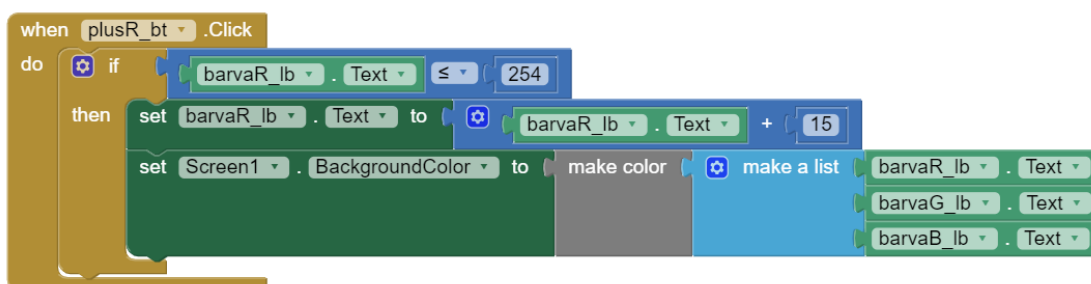 when plusR_bt .Click
do if barvaR_lb . Text ≤ 254
then set barvaR_lb . Text to barvaR_lb . Text + 15
set Screen1 . BackgroundColor to make color make a list barvaR_lb . Text
barvaG_lb . Text
barvaB_lb . Text